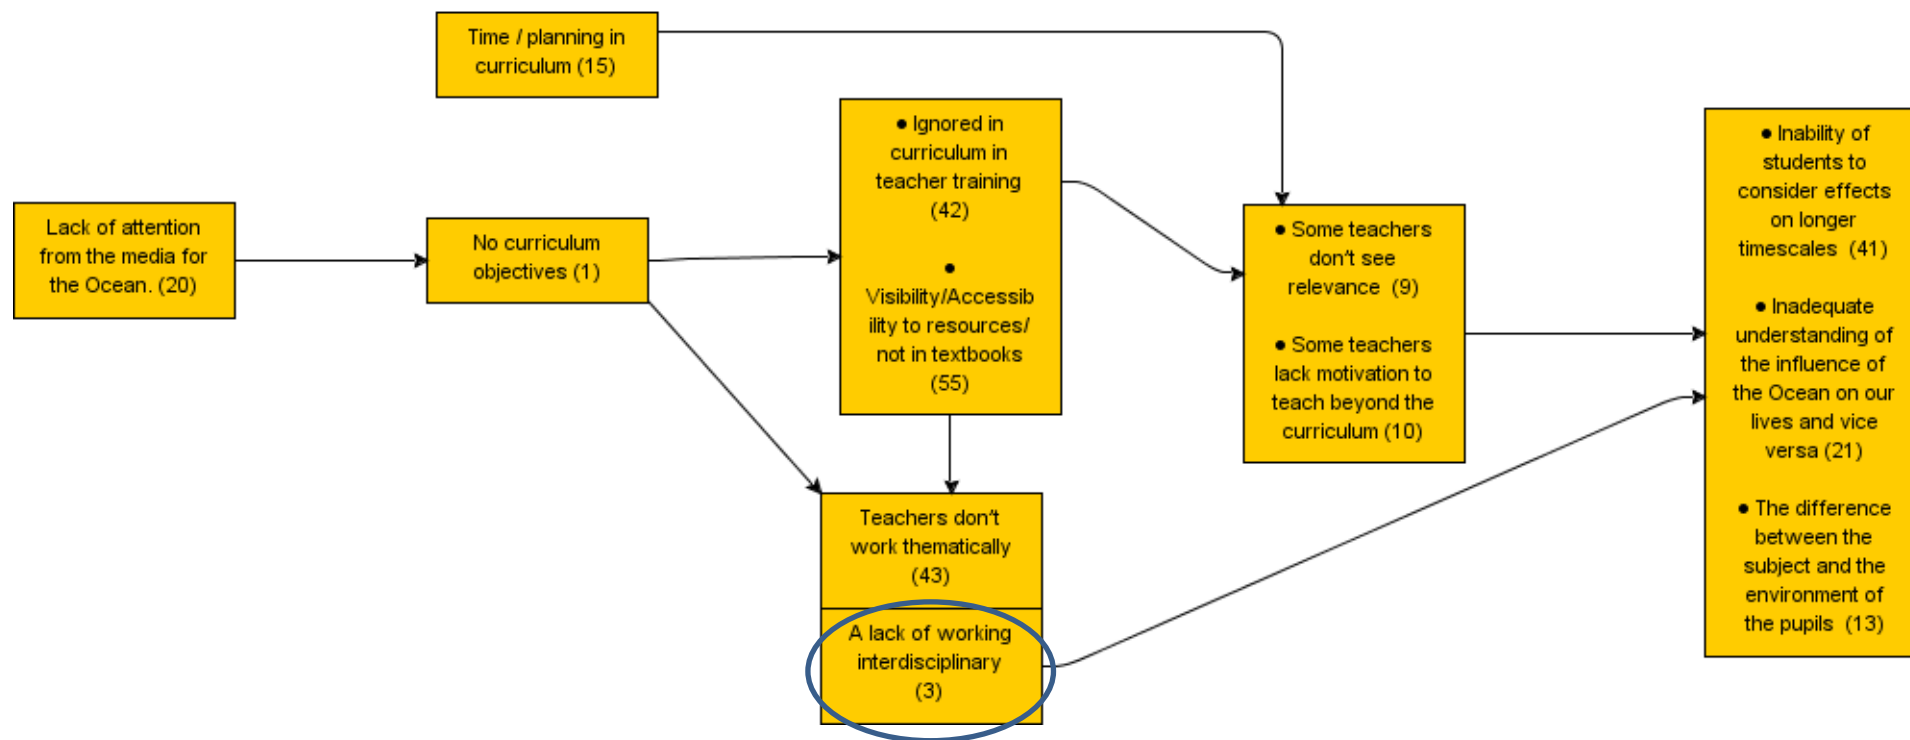 Time / planning in
curriculum (15)
Lack of attention
from the media for
the Ocean. (20)
No curriculum
objectives (1)
● Ignored in
curriculum in
teacher training
(42)
●
Visibility/Accessib
ility to resources/
not in textbooks
(55)
Teachers don't
work thematically
(43)
A lack of working
interdisciplinary
(3)
● Some teachers
don't see
relevance  (9)
● Some teachers
lack motivation to
teach beyond the
curriculum (10)
● Inability of
students to
consider effects
on longer
timescales  (41)
● Inadequate
understanding of
the influence of
the Ocean on our
lives and vice
versa (21)
● The difference
between the
subject and the
environment of
the pupils  (13)